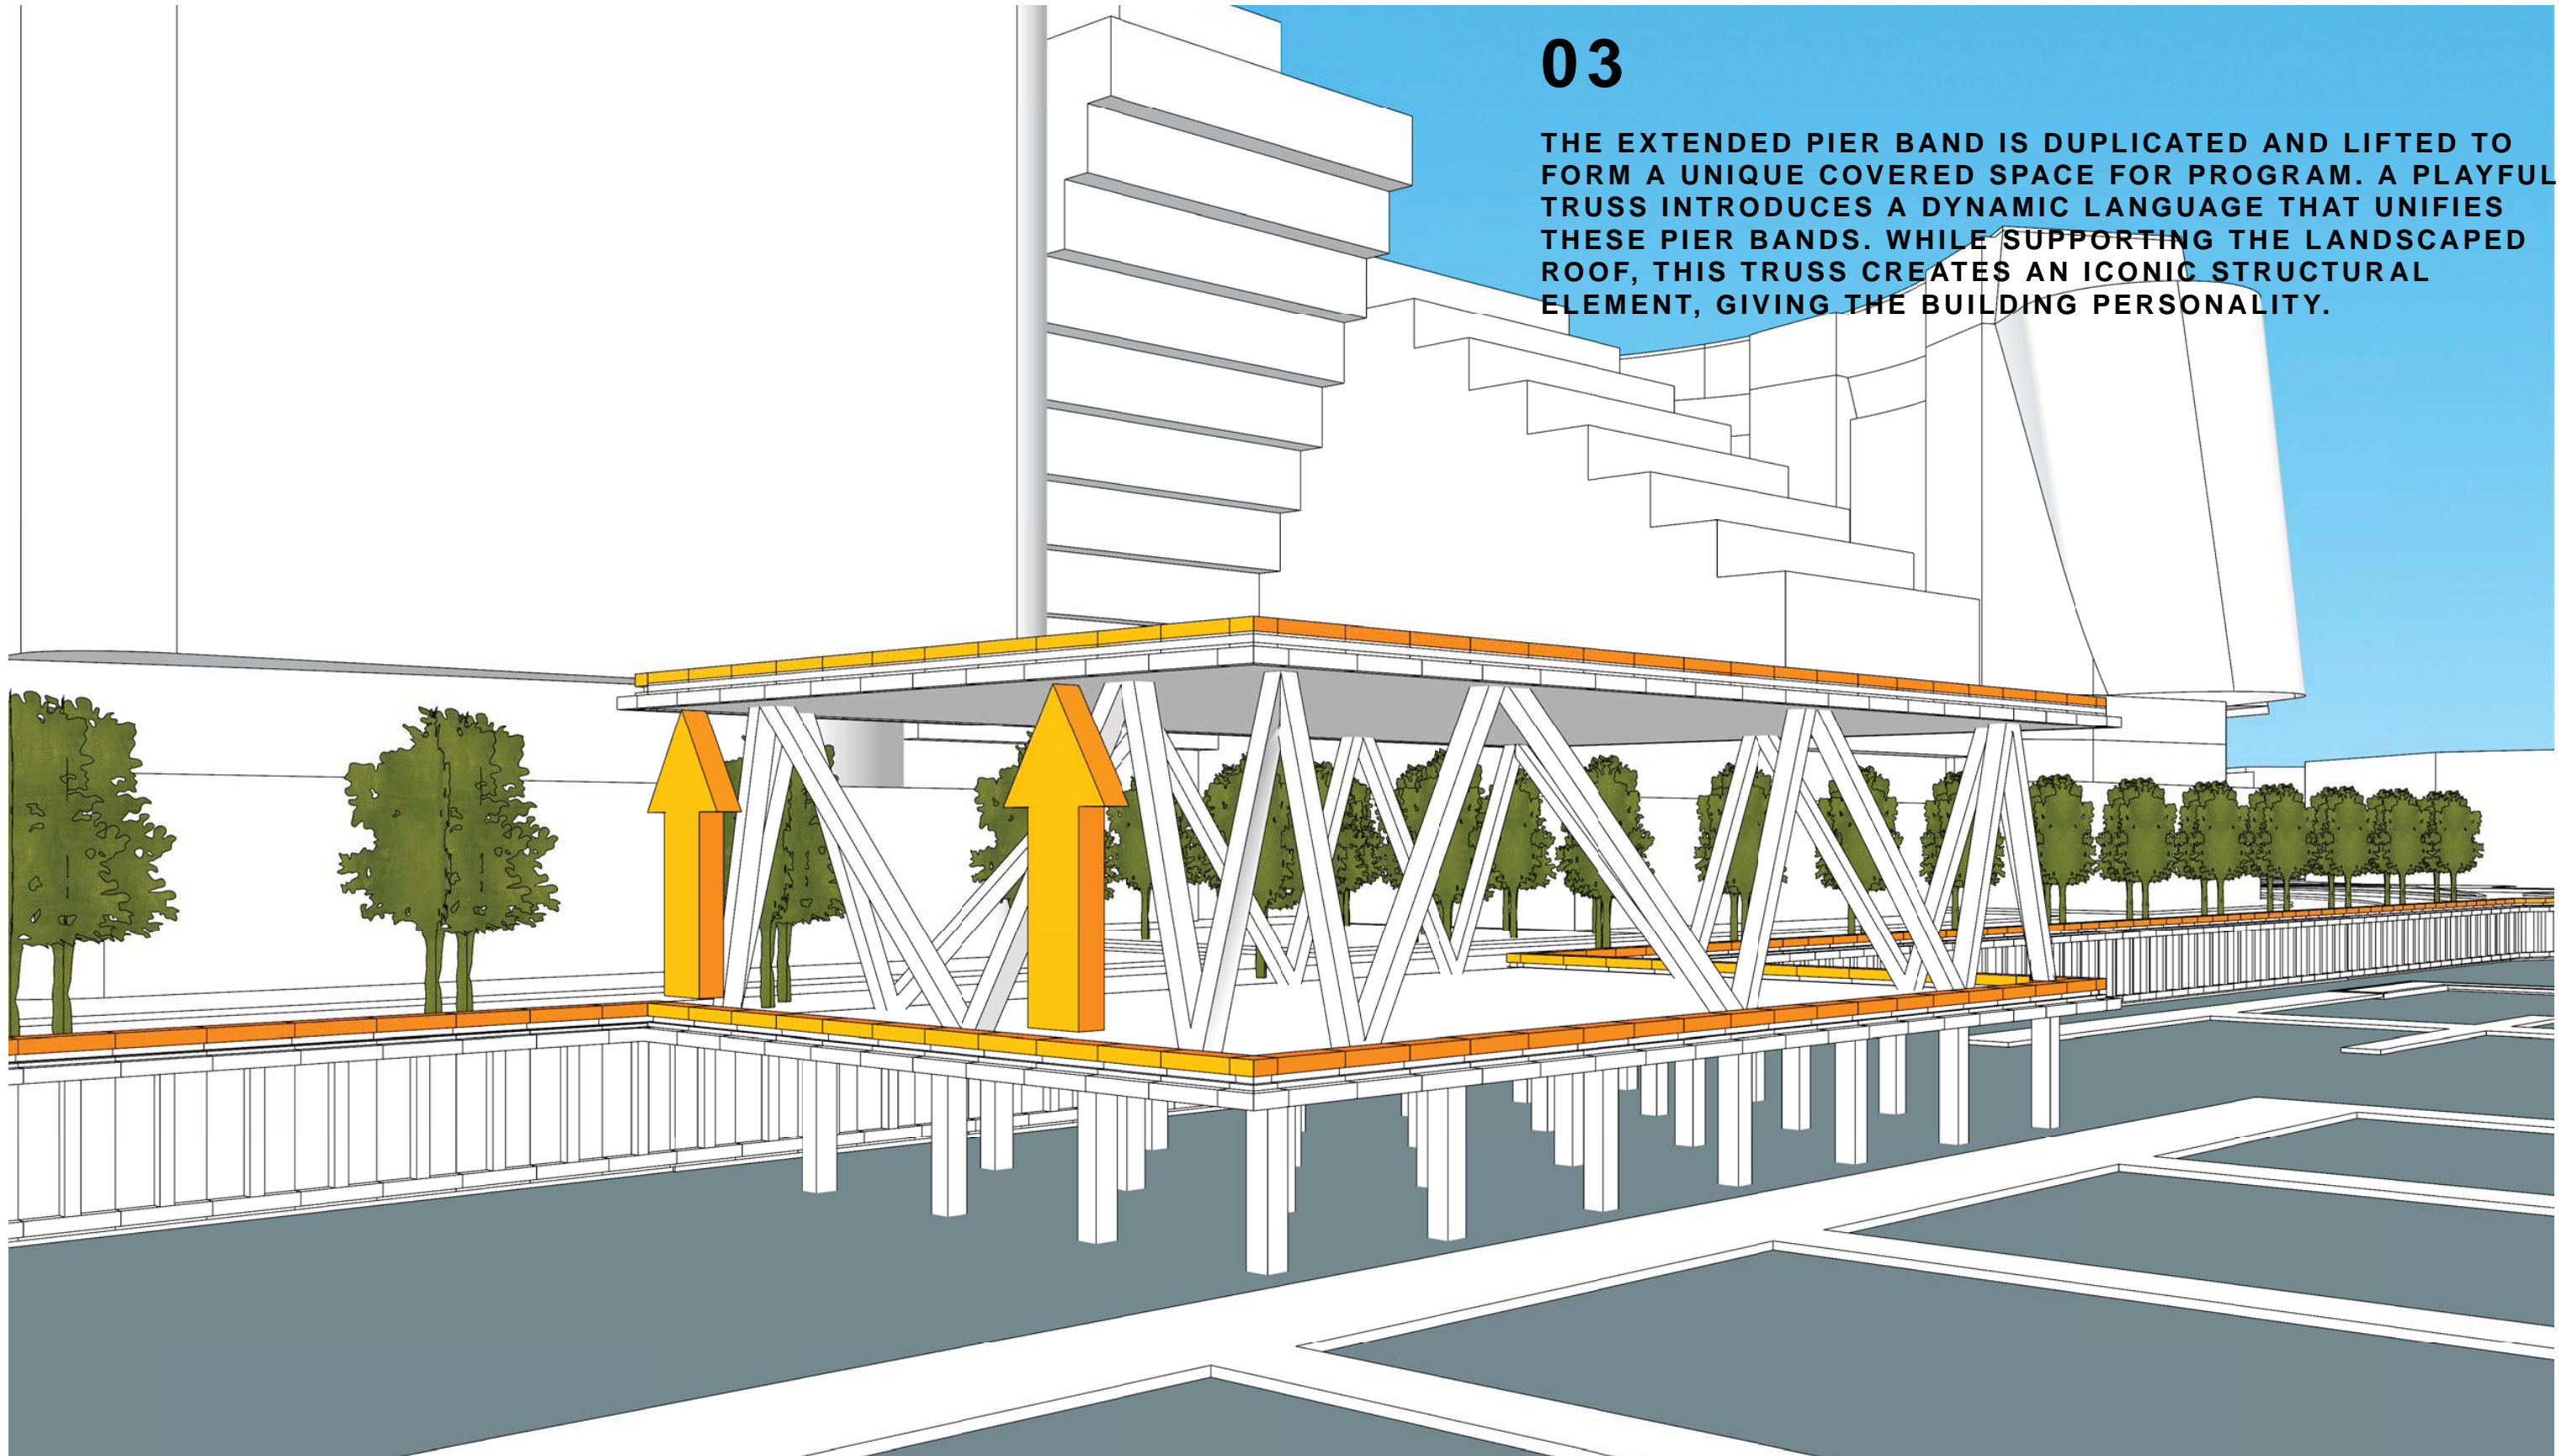 03
THE EXTENDED PIER BAND IS DUPLICATED AND LIFTED TO
FORM A UNIQUE COVERED SPACE FOR PROGRAM. A PLAYFUL
TRUSS INTRODUCES A DYNAMIC LANGUAGE THAT UNIFIES
THESE PIER BANDS. WHILE SUPPORTING THE LANDSCAPED
ROOF, THIS TRUSS CREATES AN ICONIC STRUCTURAL
ELEMENT, GIVING THE BUILDING PERSONALITY.